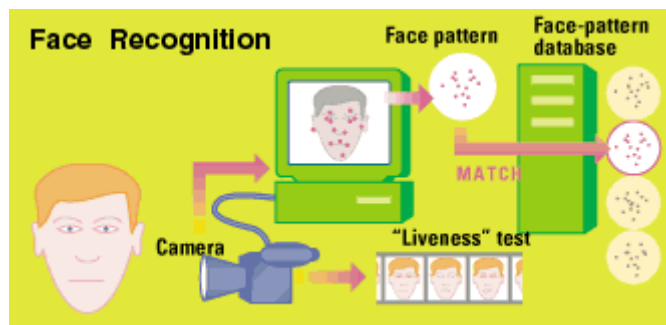 Face Recognition
Face pattern
Face-pattern
database
MATCH
Camera
“Liveness” test